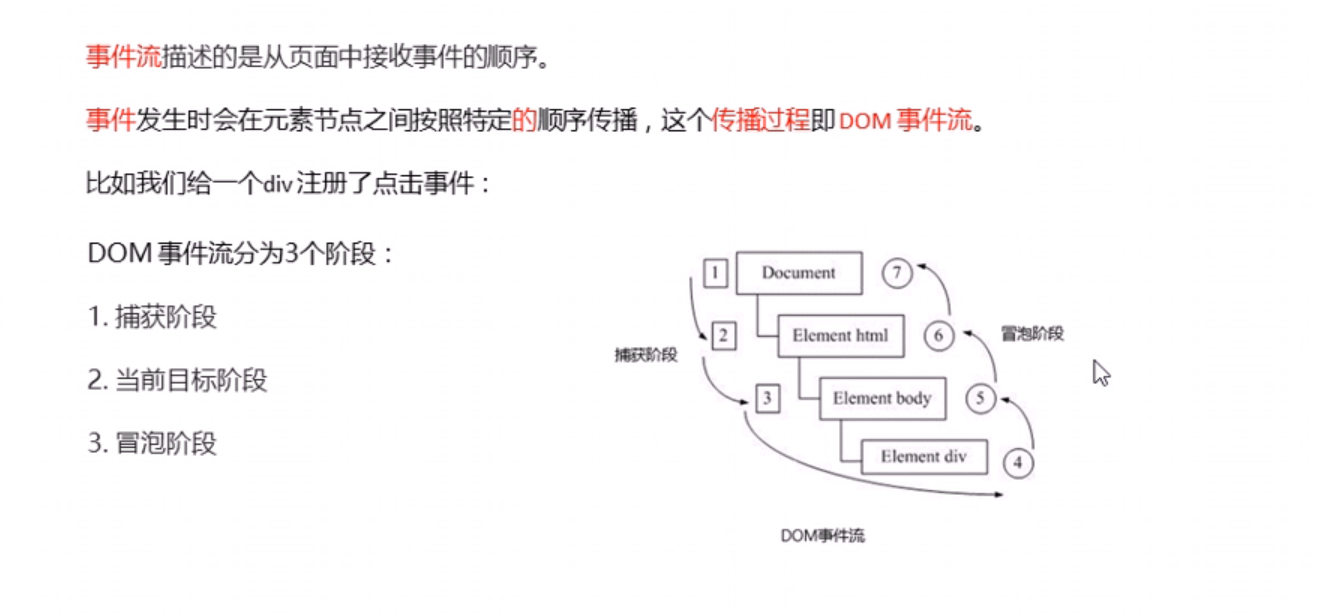 事件流描述的是从页面中接收事件的顺序。
事件发生时会在元素节点之间按照特定的顺序传播，这个传播过程即DOM 事件流。
比如我们给一个div 注册了点击事件：
DOM 事件流分为3个阶段：
1. 捕获阶段
2. 当前目标阶段
3. 冒泡阶段
1 Document 7
2 Element html 6
冒泡阶段
捕获阶段
3 Element body 5
Element div 4
DOM事件流